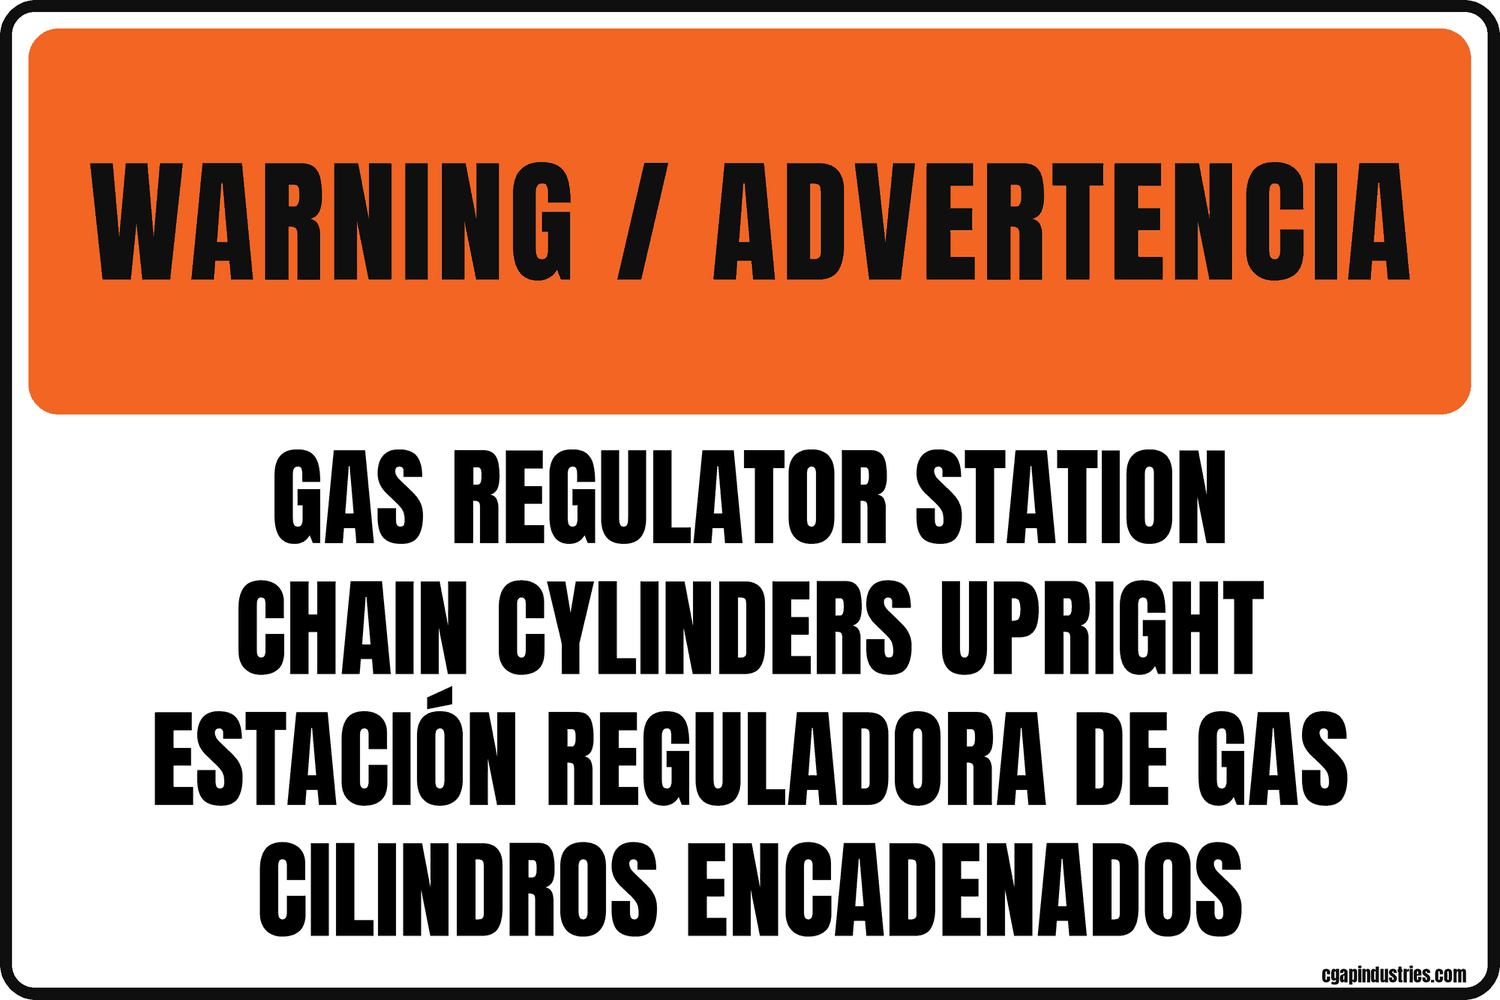 WARNING / ADVERTENCIA
GAS REGULATOR STATION
CHAIN CYLINDERS UPRIGHT
ESTACIÓN REGULADORA DE GAS
CILINDROS ENCADENADOS
cgapindustries.com